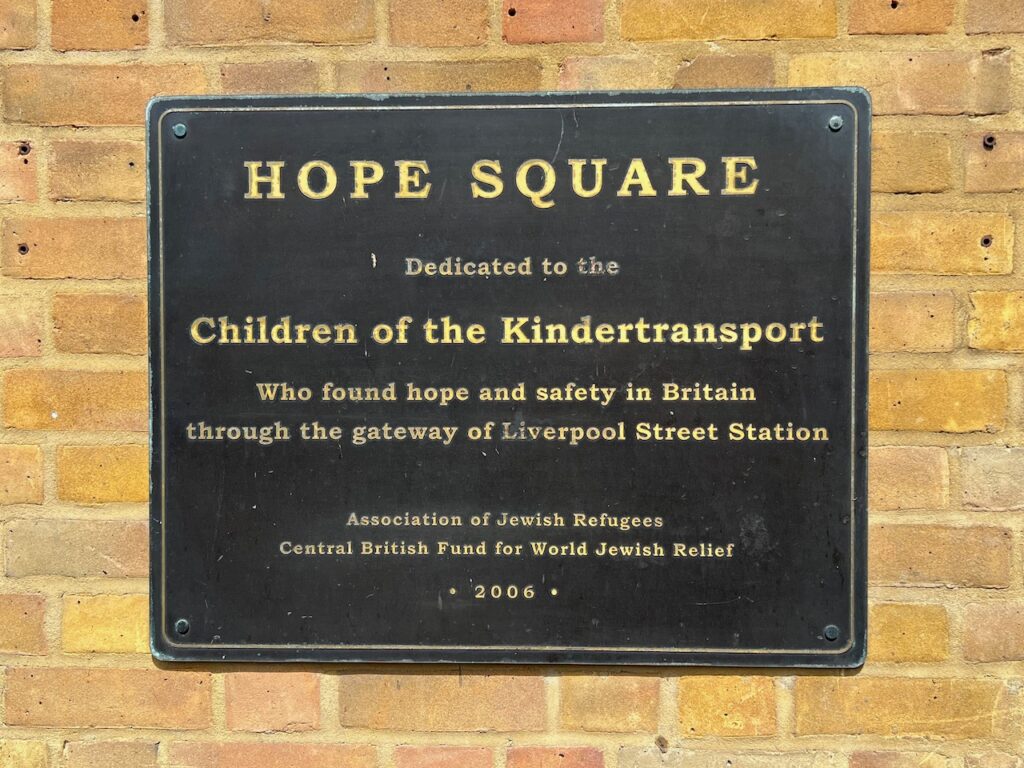 HOPE SQUARE
Dedicated to the
Children of the Kindertransport
Who found hope and safety in Britain
through the gateway of Liverpool Street Station
Association of Jewish Refugees
Central British Fund for World Jewish Relief
• 2006 •